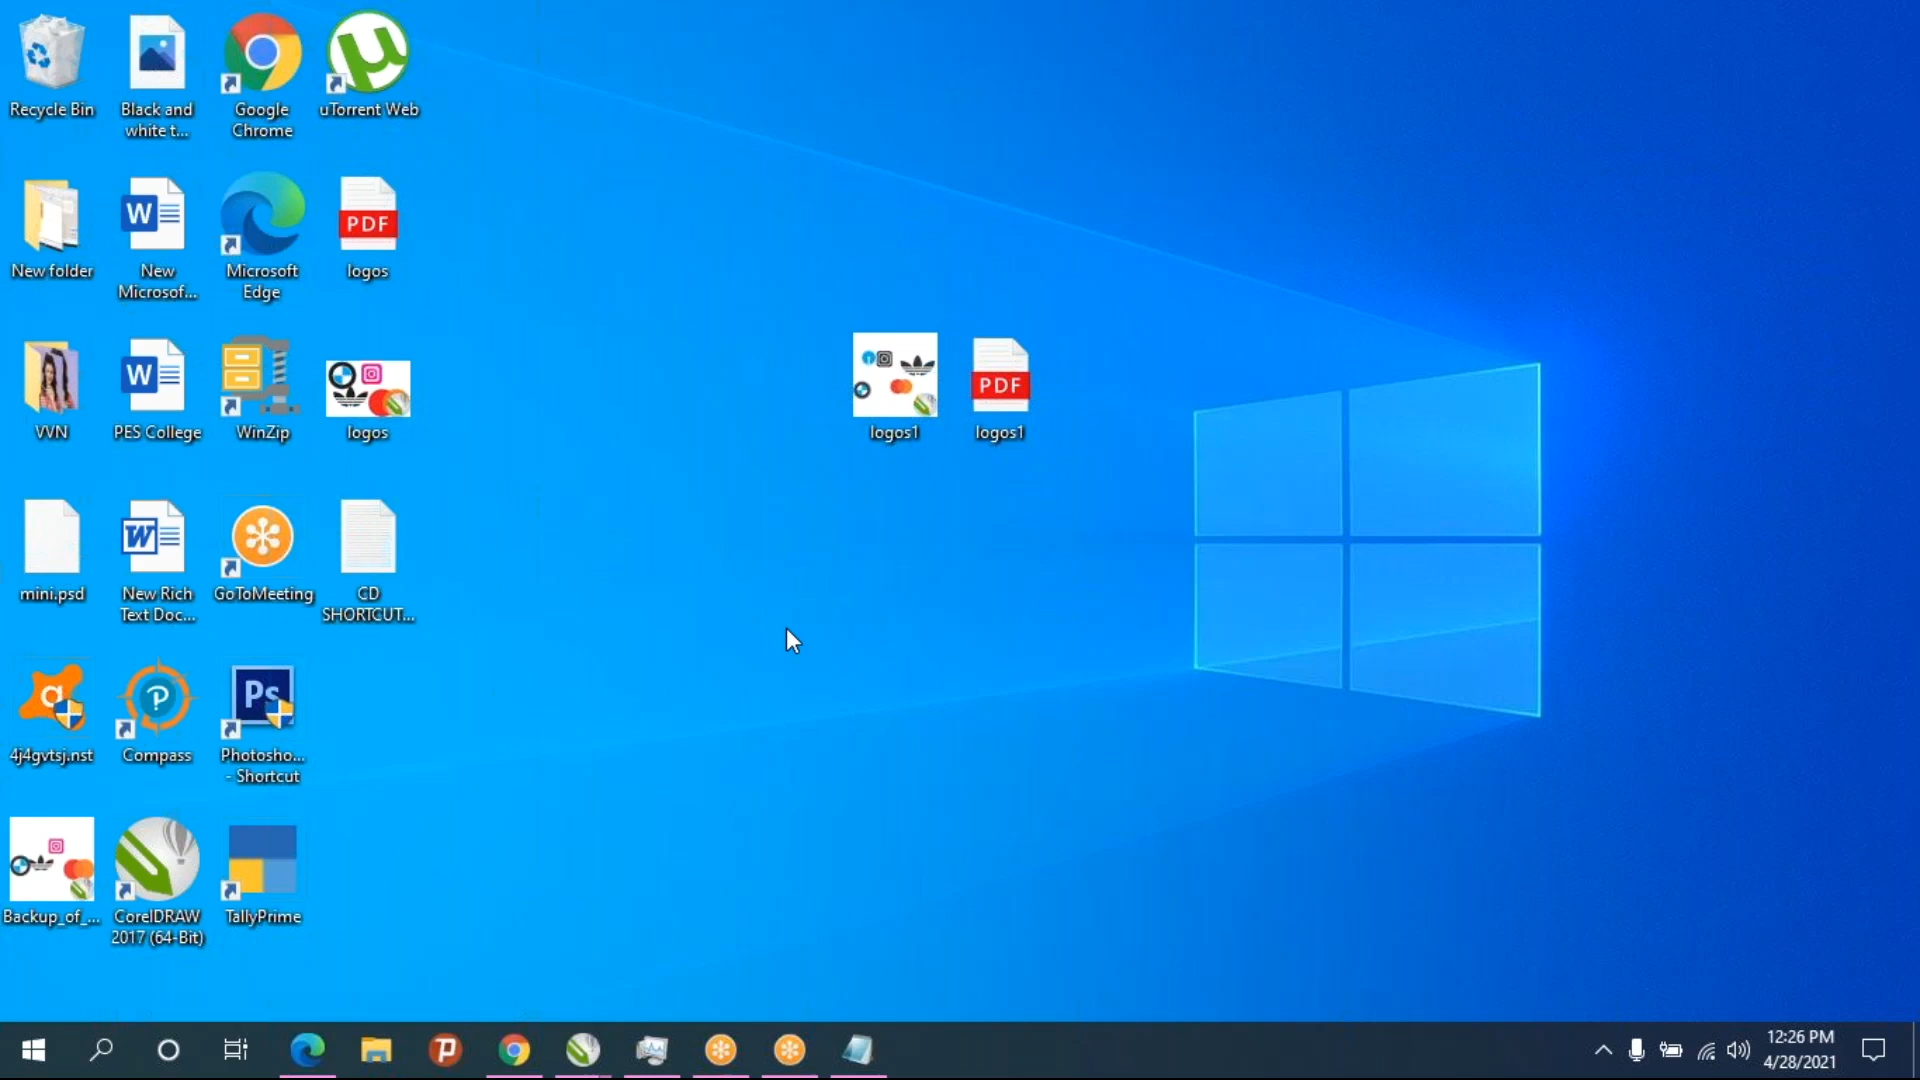 Recycle Bin
Black and
white t...
Google
Chrome
µ
uTorrent Web
New folder
W
New
Microsof...
Microsoft
Edge
PDF
logos
VVN
W
PES College
WinZip
logos
logos1
PDF
logos1
mini.psd
W
New Rich
Text Doc...
GoToMeeting
CD
SHORTCUT...
a
4j4gvtsj.nst
P
Compass
Ps
Photosho...
- Shortcut
Backup_of_...
CorelDRAW
2017 (64-Bit)
TallyPrime
P
12:26 PM
4/28/2021